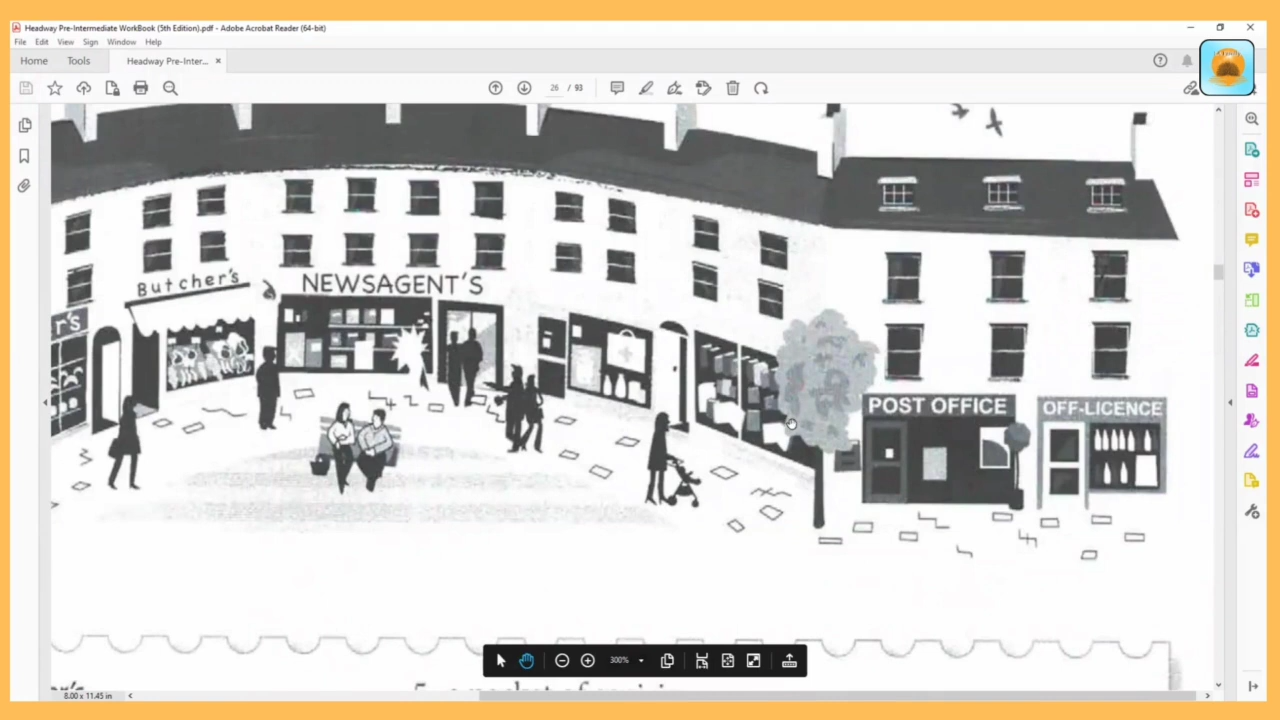 Headway Pre-Intermediate WorkBook (5th Edition).pdf - Adobe Acrobat Reader (64-bit)
File Edit View Sign Window Help
Home Tools Headway Pre-Inter... ×
26 / 93
Butcher's
NEWSAGENT'S
r's
POST OFFICE
OFF-LICENCE
300%
8.00 x 11.45 in